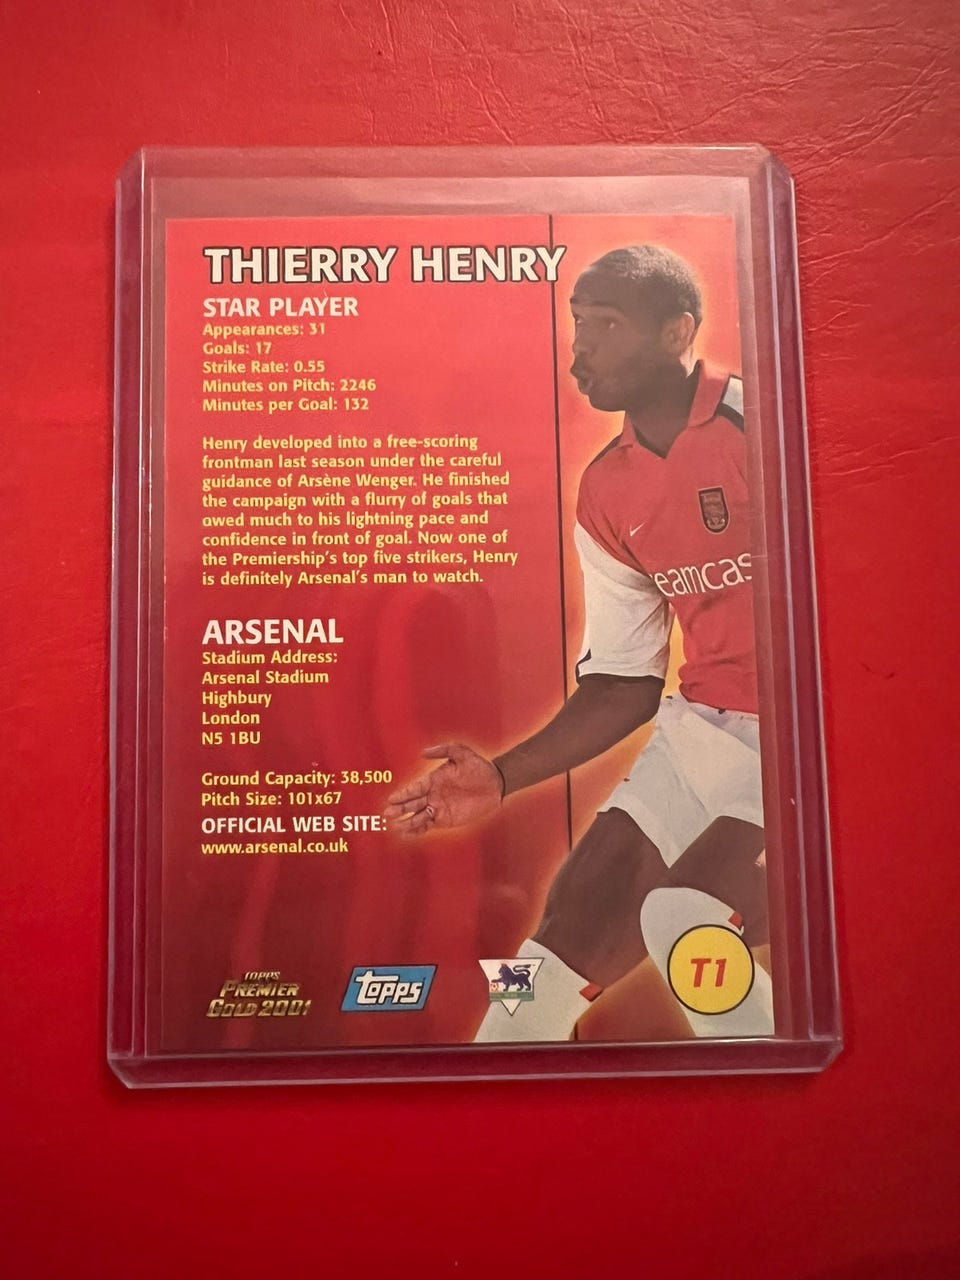 THIERRY HENRY
STAR PLAYER
Appearances: 31
Goals: 17
Strike Rate: 0.55
Minutes on Pitch: 2246
Minutes per Goal: 132
Henry developed into a free-scoring
frontman last season under the careful
guidance of Arsène Wenger. He finished
the campaign with a flurry of goals that
owed much to his lightning pace and
confidence in front of goal. Now one of
the Premiership's top five strikers, Henry
is definitely Arsenal's man to watch.
eamcas
ARSENAL
Stadium Address:
Arsenal Stadium
Highbury
London
N5 1BU
Ground Capacity: 38,500
Pitch Size: 101x67
OFFICIAL WEB SITE:
www.arsenal.co.uk
TOPPS
PREMIER
GOLD 2001
Topps
T1